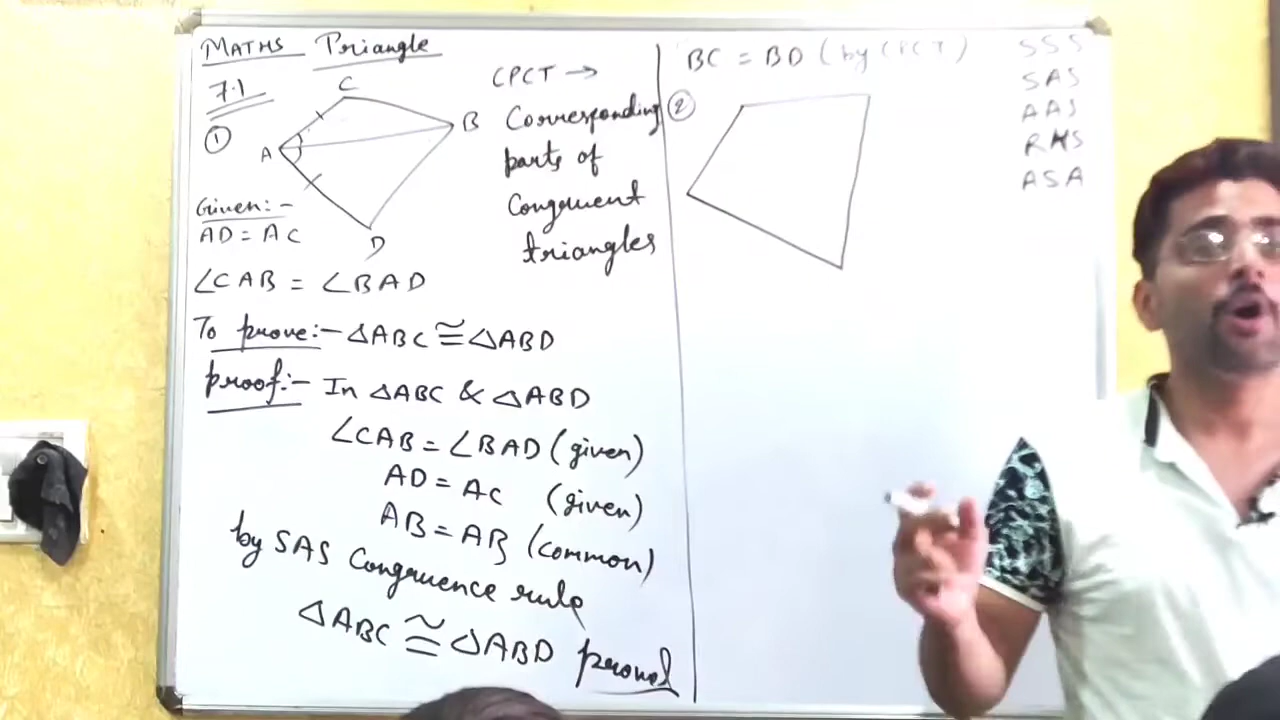 MATHS Triangle
7.1
①
C
A
B
D
Given:-
AD = AC
∠CAB = ∠BAD
To prove:- △ABC ≅ △ABD
proof:- In △ABC & △ABD
∠CAB = ∠BAD (given)
AD = AC (given)
AB = AB (common)
by SAS Congruence rule
△ABC ≅ △ABD proved
CPCT →
Corresponding
parts of
Congruent
triangles
BC = BD (by CPCT)
②
SSS
SAS
AAS
RHS
ASA